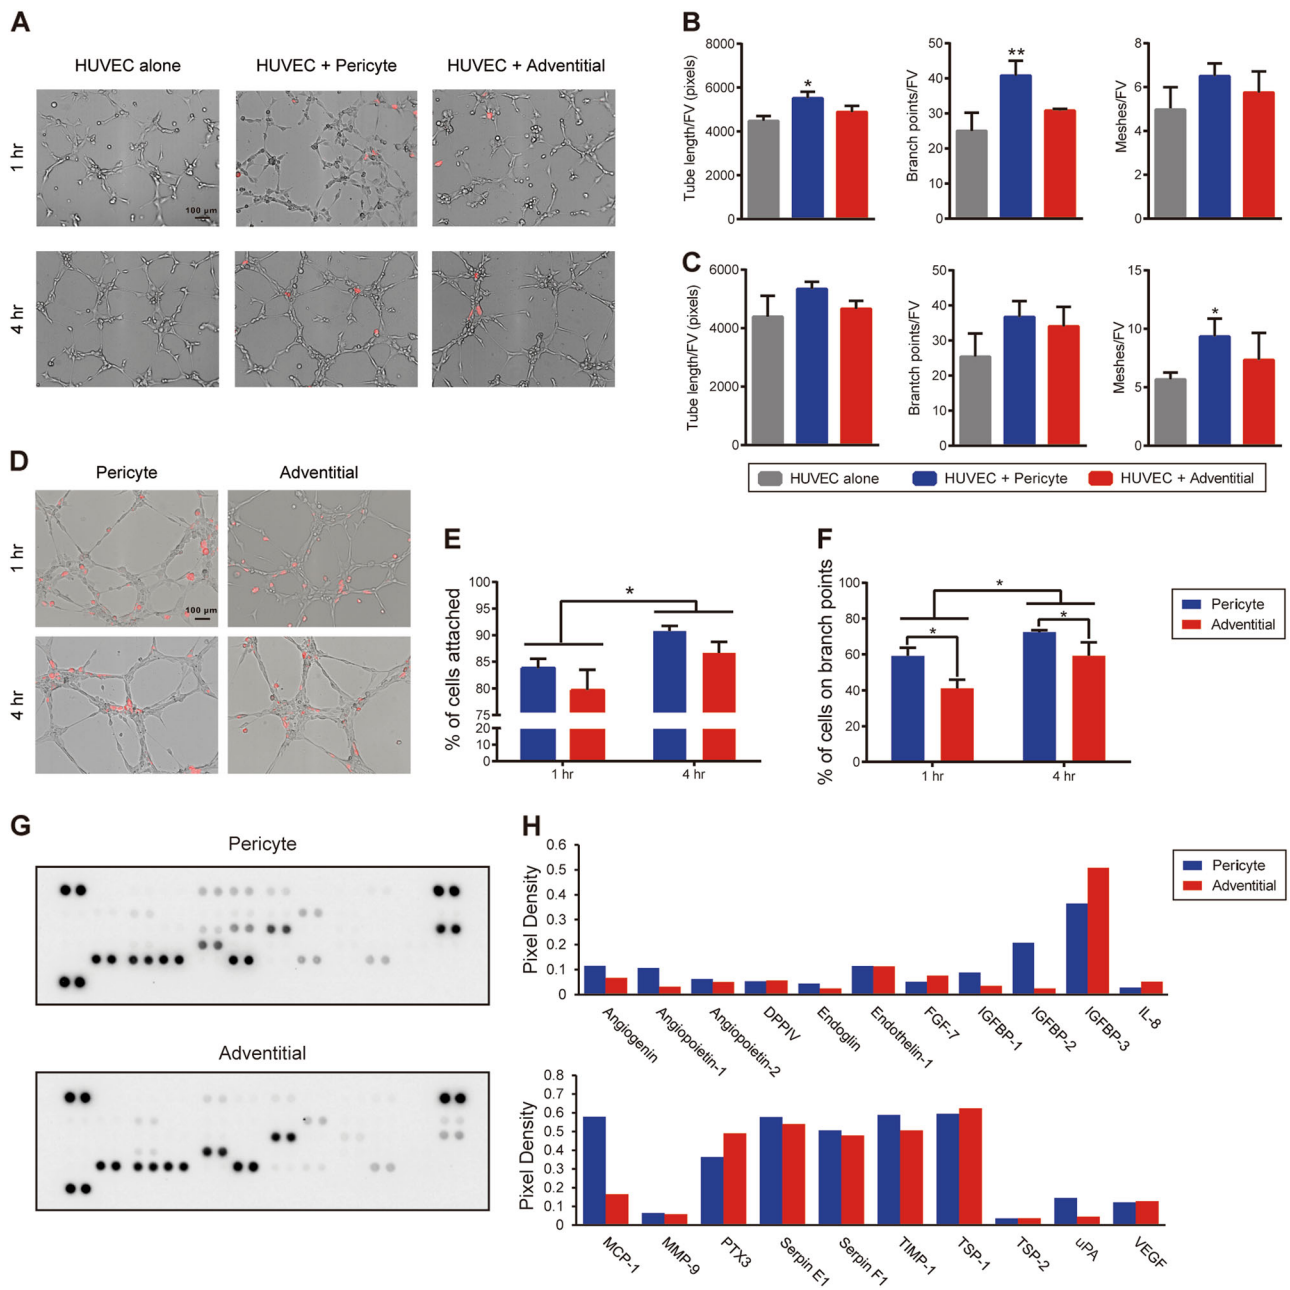 A
HUVEC alone
HUVEC + Pericyte
HUVEC + Adventitial
1 hr
100 µm
4 hr
B
Tube length/FV (pixels)
8000
6000
4000
2000
0
*
Branch points/FV
50
40
30
20
10
0
**
Meshes/FV
8
6
4
2
0
C
Tube length/FV (pixels)
6000
4000
2000
0
Brantch points/FV
50
40
30
20
10
0
Meshes/FV
15
10
5
0
*
HUVEC alone
HUVEC + Pericyte
HUVEC + Adventitial
D
Pericyte
Adventitial
1 hr
100 µm
4 hr
E
% of cells attached
100
95
90
85
80
75
20
10
0
*
1 hr
4 hr
F
% of cells on branch points
100
80
60
40
20
0
*
*
*
1 hr
4 hr
Pericyte
Adventitial
G
Pericyte
Adventitial
H
Pixel Density
0.6
0.5
0.4
0.3
0.2
0.1
0
Angiogenin
Angiopoietin-1
Angiopoietin-2
DPPIV
Endoglin
Endothelin-1
FGF-7
IGFBP-1
IGFBP-2
IGFBP-3
IL-8
Pericyte
Adventitial
Pixel Density
0.8
0.7
0.6
0.5
0.4
0.3
0.2
0.1
0
MCP-1
MMP-9
PTX3
Serpin E1
Serpin F1
TIMP-1
TSP-1
TSP-2
uPA
VEGF